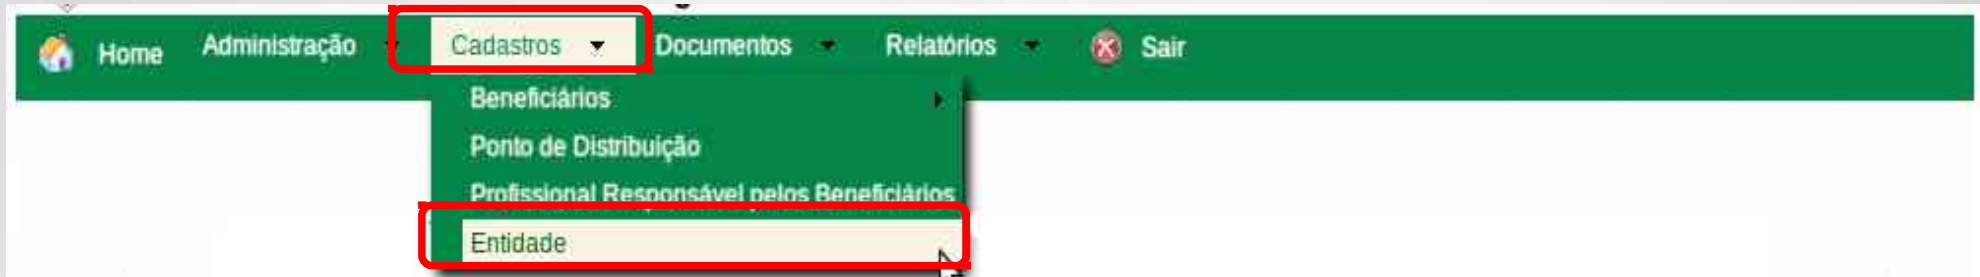 Home Administração Cadastros Documentos Relatórios Sair
Beneficiários
Ponto de Distribuição
Profissional Responsável pelos Beneficiários
Entidade